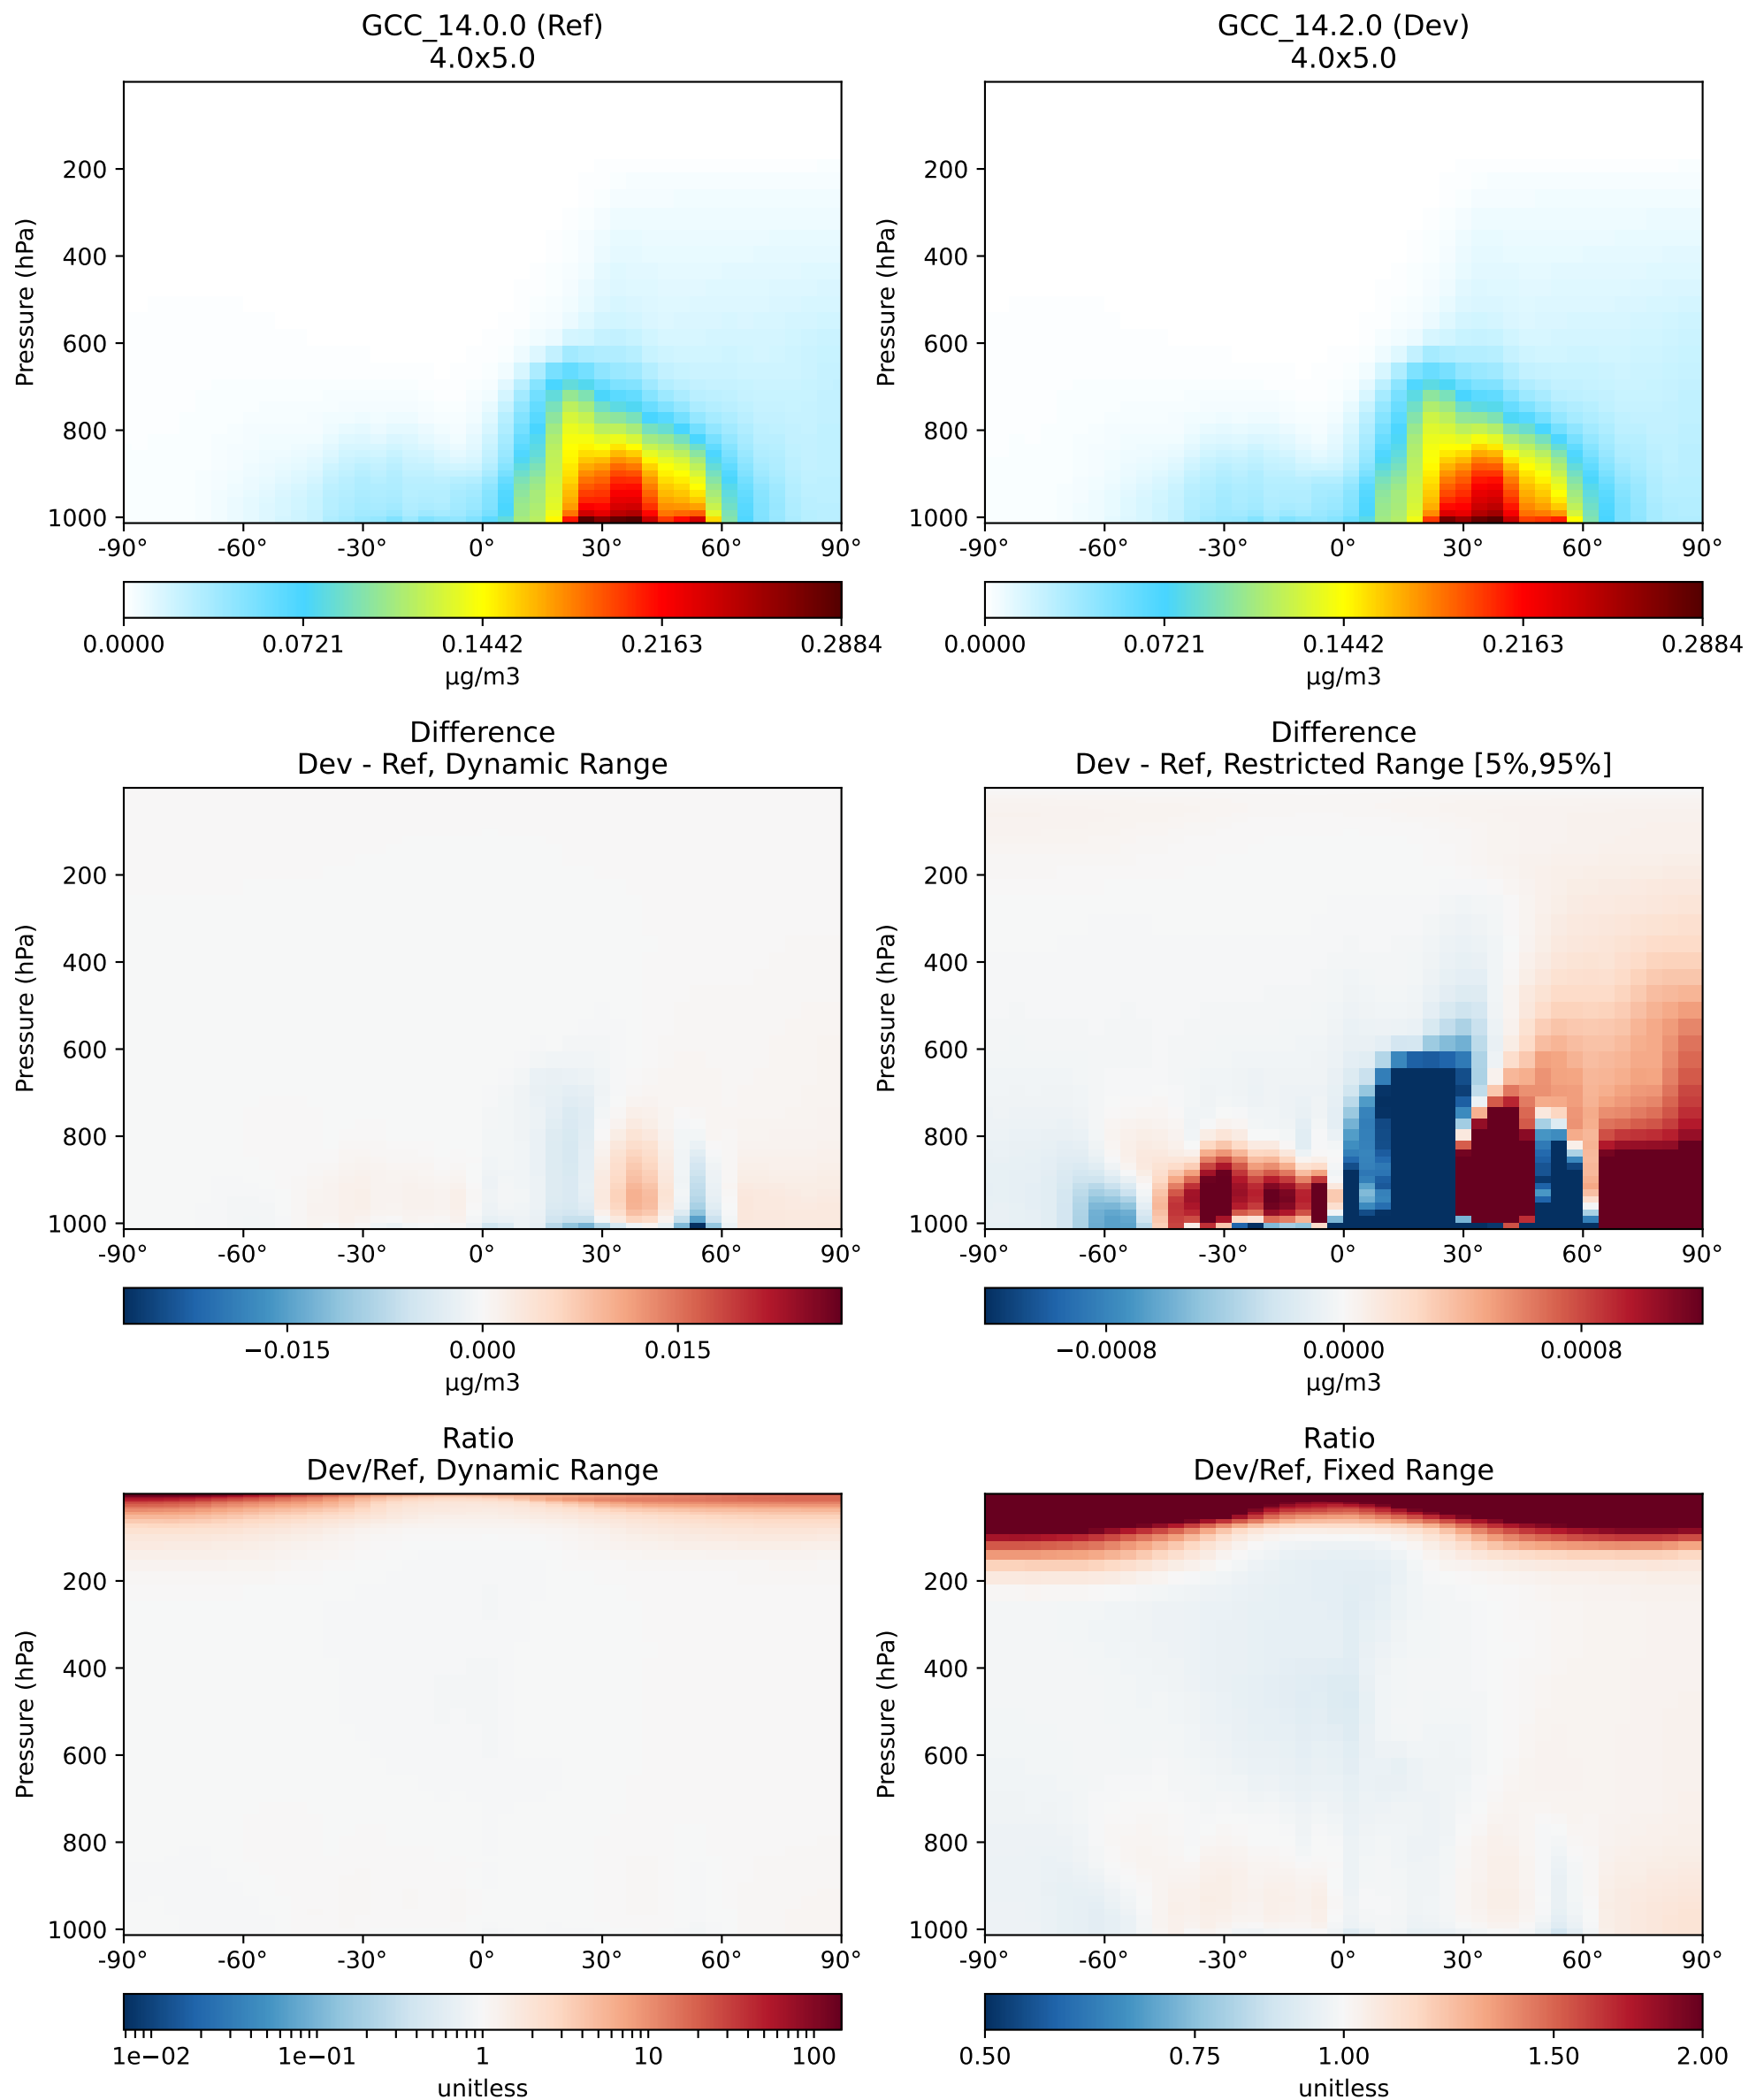 GCC_14.0.0 (Ref)
4.0x5.0
GCC_14.2.0 (Dev)
4.0x5.0
Pressure (hPa)
200
400
600
800
1000
-90° -60° -30° 0° 30° 60° 90°
0.0000 0.0721 0.1442 0.2163 0.2884
µg/m3
Pressure (hPa)
200
400
600
800
1000
-90° -60° -30° 0° 30° 60° 90°
0.0000 0.0721 0.1442 0.2163 0.2884
µg/m3
Difference
Dev - Ref, Dynamic Range
Pressure (hPa)
200
400
600
800
1000
-90° -60° -30° 0° 30° 60° 90°
−0.015 0.000 0.015
µg/m3
Difference
Dev - Ref, Restricted Range [5%,95%]
Pressure (hPa)
200
400
600
800
1000
-90° -60° -30° 0° 30° 60° 90°
−0.0008 0.0000 0.0008
µg/m3
Ratio
Dev/Ref, Dynamic Range
Pressure (hPa)
200
400
600
800
1000
-90° -60° -30° 0° 30° 60° 90°
1e−02 1e−01 1 10 100
unitless
Ratio
Dev/Ref, Fixed Range
Pressure (hPa)
200
400
600
800
1000
-90° -60° -30° 0° 30° 60° 90°
0.50 0.75 1.00 1.50 2.00
unitless